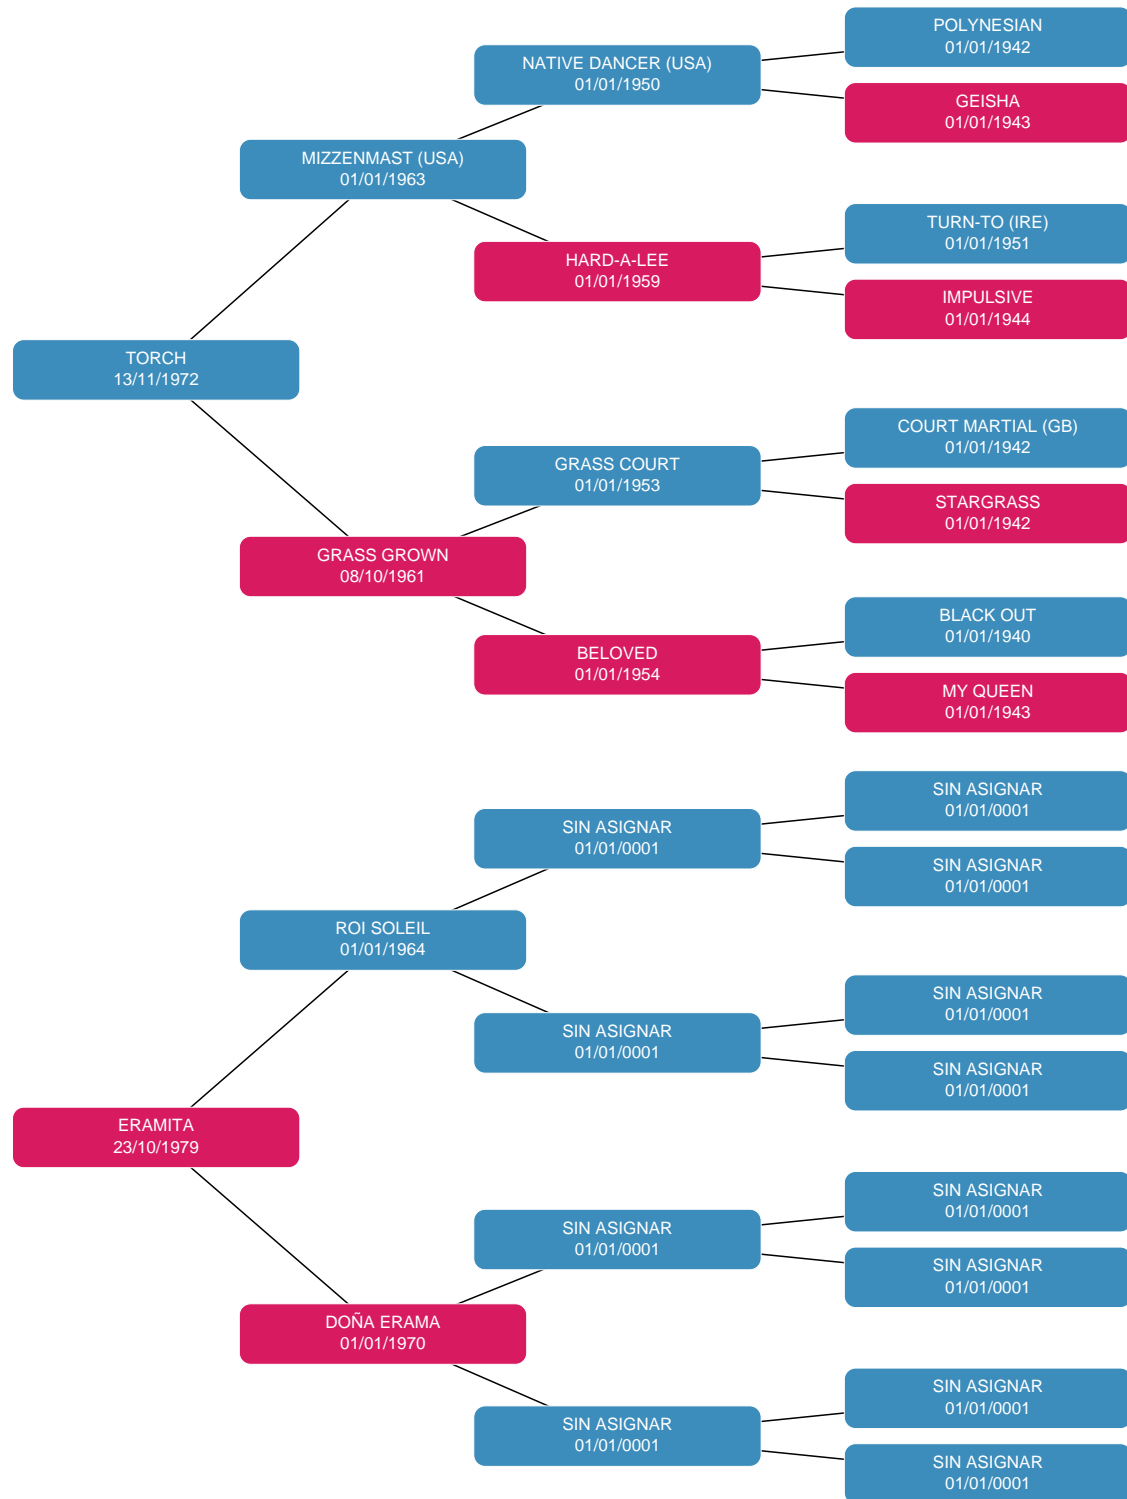 POLYNESIAN
01/01/1942
NATIVE DANCER (USA)
01/01/1950
GEISHA
01/01/1943
MIZZENMAST (USA)
01/01/1963
TURN-TO (IRE)
01/01/1951
HARD-A-LEE
01/01/1959
IMPULSIVE
01/01/1944
TORCH
13/11/1972
COURT MARTIAL (GB)
01/01/1942
GRASS COURT
01/01/1953
STARGRASS
01/01/1942
GRASS GROWN
08/10/1961
BLACK OUT
01/01/1940
BELOVED
01/01/1954
MY QUEEN
01/01/1943
SIN ASIGNAR
01/01/0001
SIN ASIGNAR
01/01/0001
SIN ASIGNAR
01/01/0001
ROI SOLEIL
01/01/1964
SIN ASIGNAR
01/01/0001
SIN ASIGNAR
01/01/0001
SIN ASIGNAR
01/01/0001
ERAMITA
23/10/1979
SIN ASIGNAR
01/01/0001
SIN ASIGNAR
01/01/0001
SIN ASIGNAR
01/01/0001
DOÑA ERAMA
01/01/1970
SIN ASIGNAR
01/01/0001
SIN ASIGNAR
01/01/0001
SIN ASIGNAR
01/01/0001